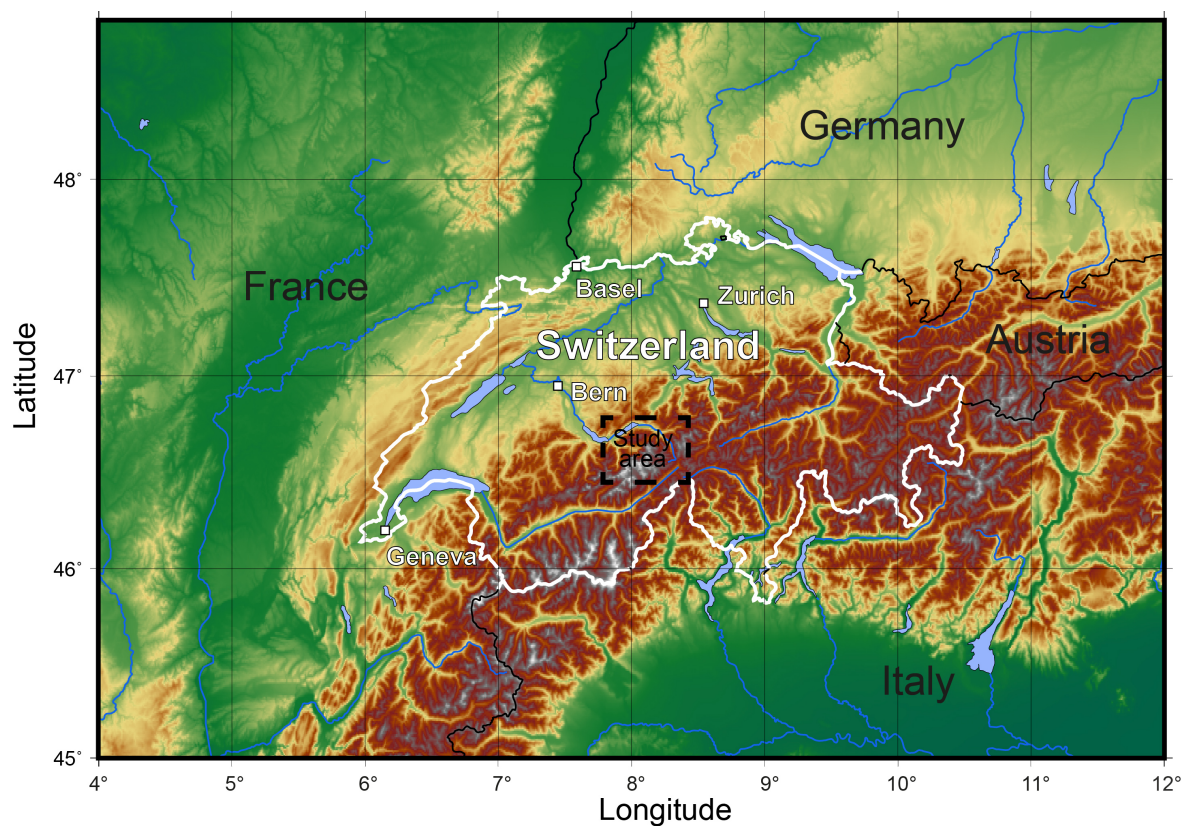 Germany
48°
France
Basel
Zurich
Switzerland
Austria
Latitude
47°
Bern
Study
area
Geneva
46°
Italy
45°
4° 5° 6° 7° 8° 9° 10° 11° 12°
Longitude